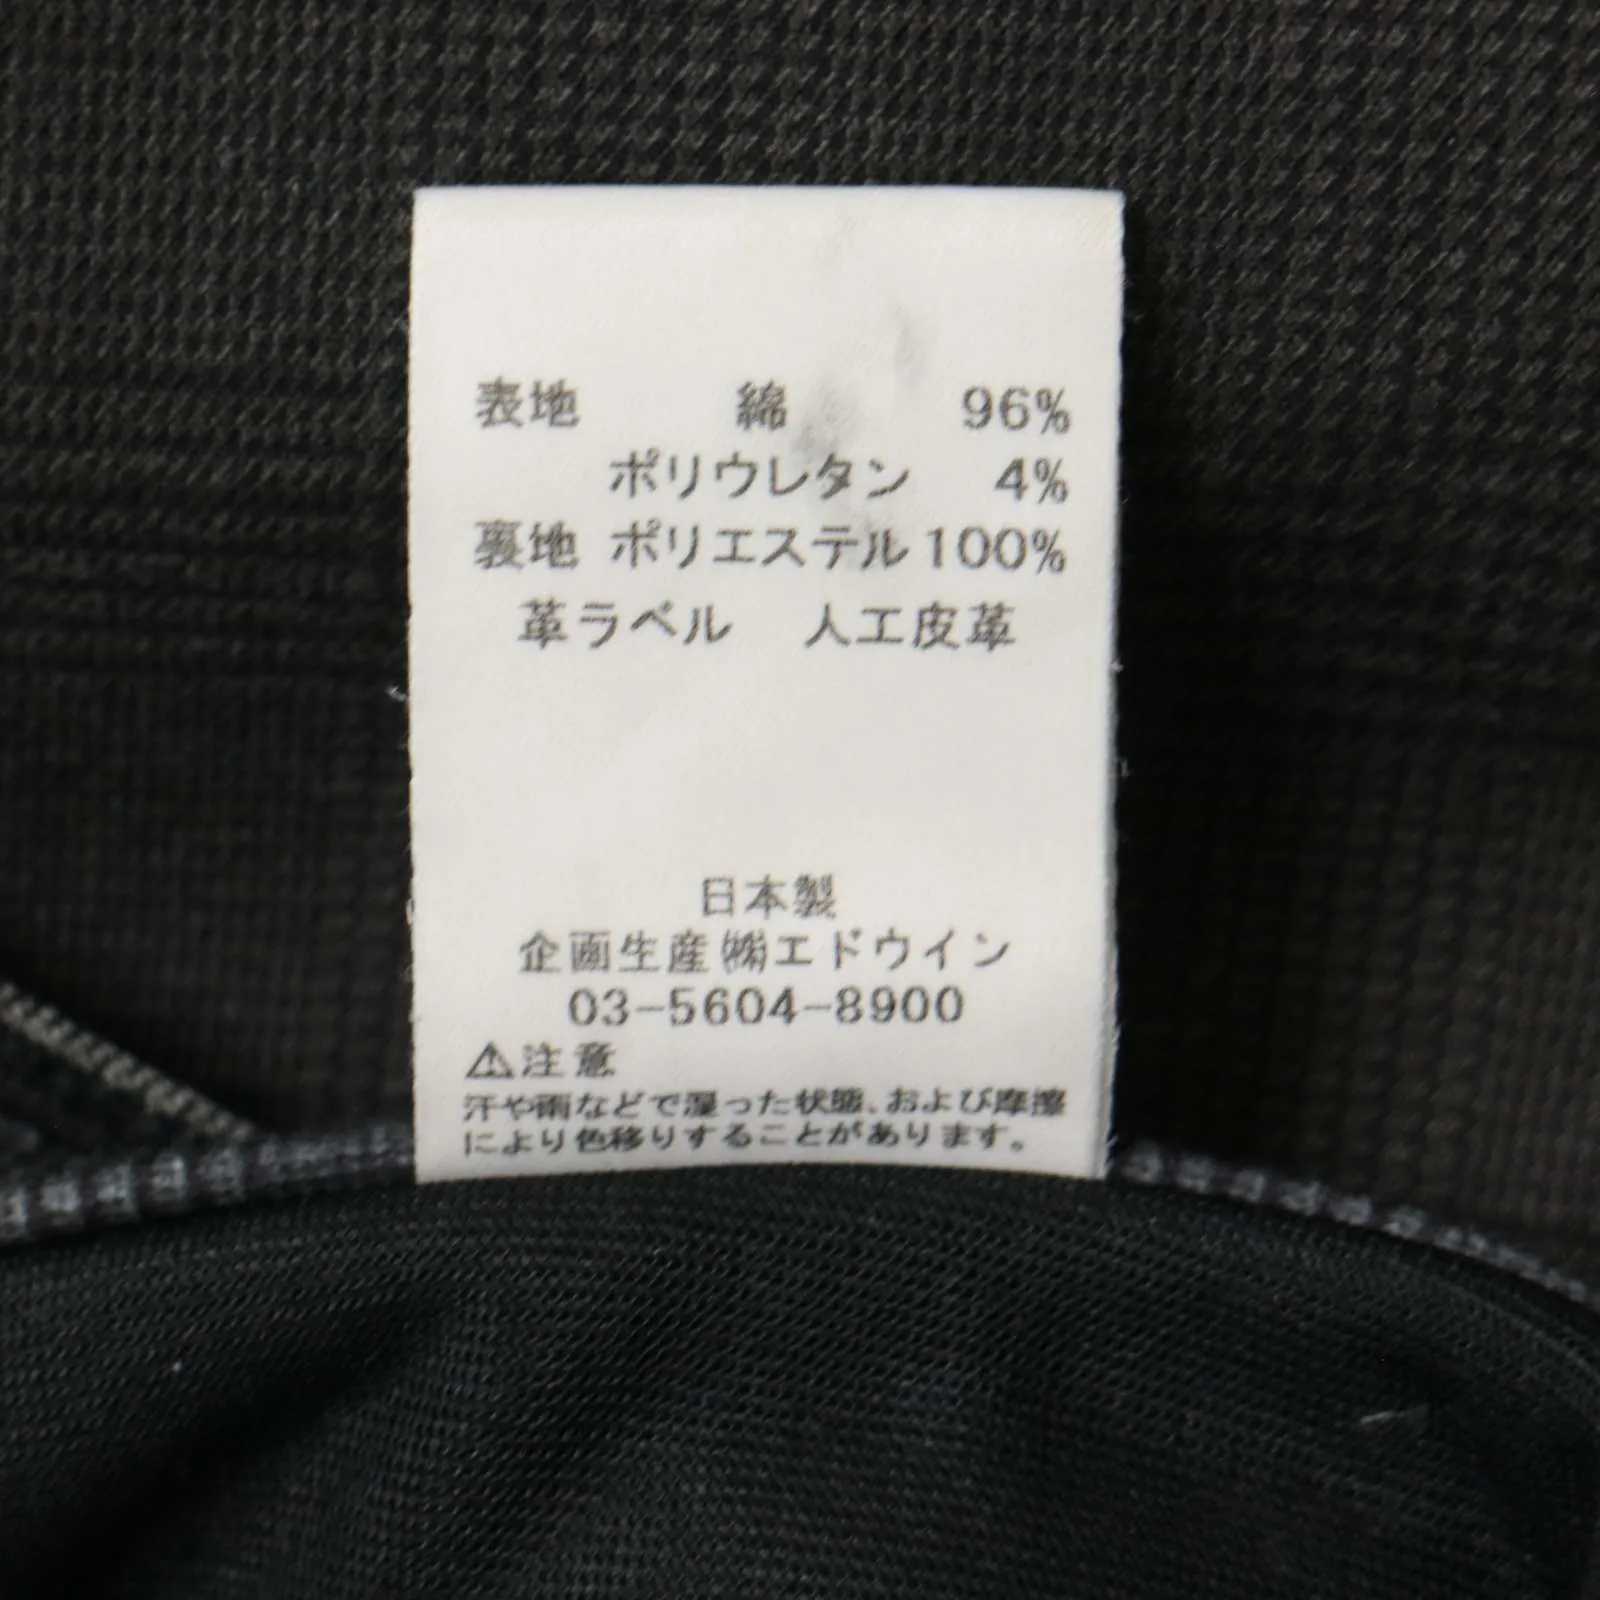 表地 綿 96%
ポリウレタン 4%
裏地 ポリエステル 100%
革ラベル 人工皮革
日本製
企画生産㈱エドウイン
03-5604-8900
⚠注意
汗や雨などで湿った状態、および摩擦
により色移りすることがあります。